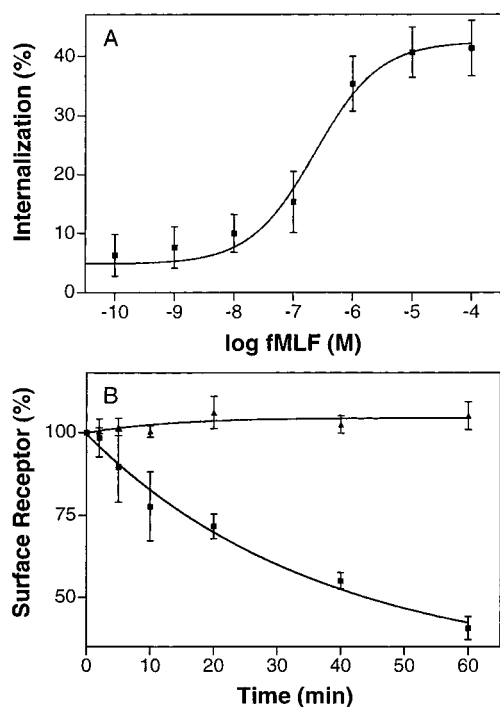 A
Internalization (%)
40
30
20
10
0
-10 -9 -8 -7 -6 -5 -4
log fMLF (M)
B
Surface Receptor (%)
100
75
50
0 10 20 30 40 50 60
Time (min)